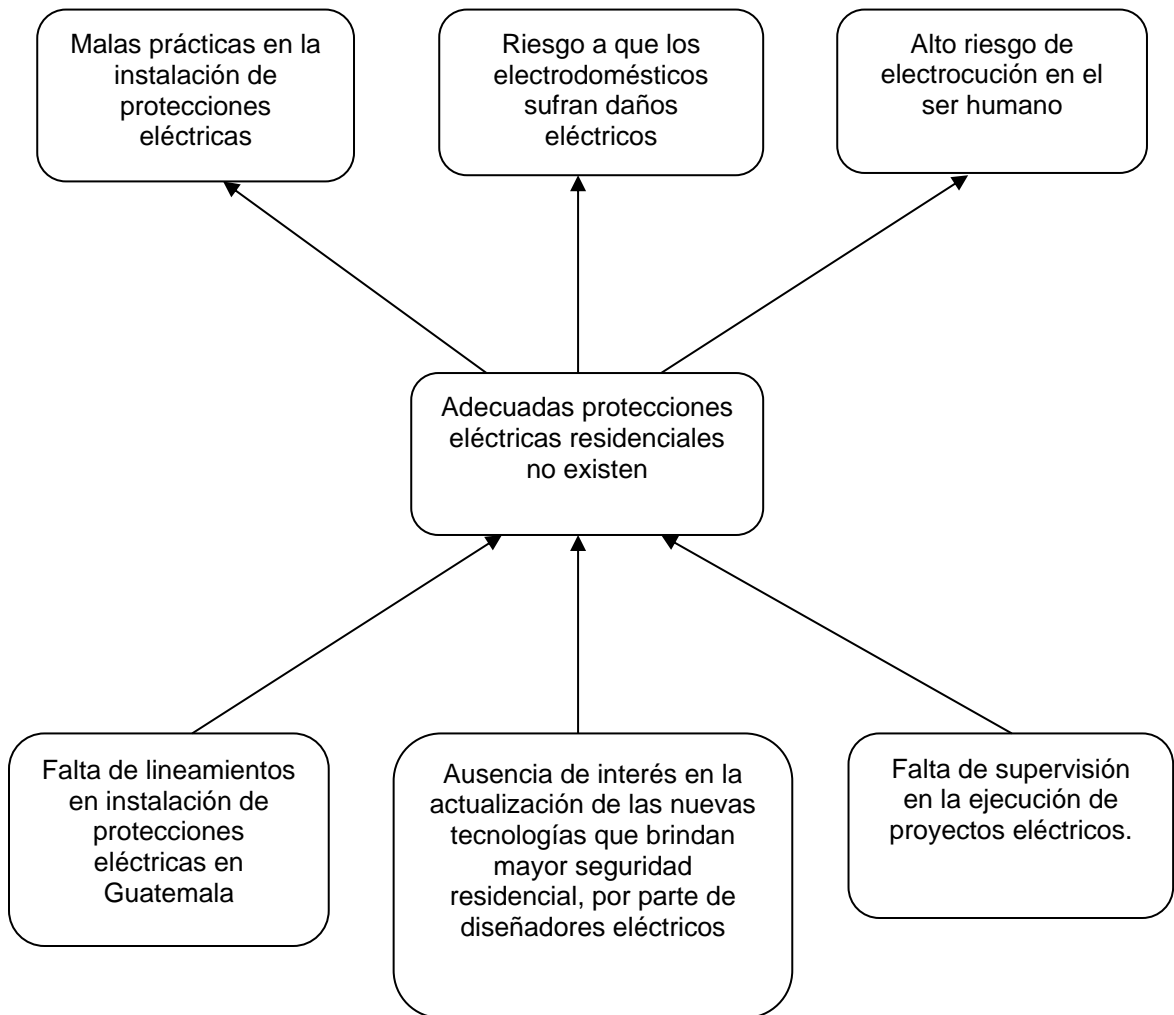 Malas prácticas en la
instalación de
protecciones
eléctricas
Riesgo a que los
electrodomésticos
sufran daños
eléctricos
Alto riesgo de
electrocución en el
ser humano
Adecuadas protecciones
eléctricas residenciales
no existen
Falta de lineamientos
en instalación de
protecciones
eléctricas en
Guatemala
Ausencia de interés en la
actualización de las nuevas
tecnologías que brindan
mayor seguridad
residencial, por parte de
diseñadores eléctricos
Falta de supervisión
en la ejecución de
proyectos eléctricos.